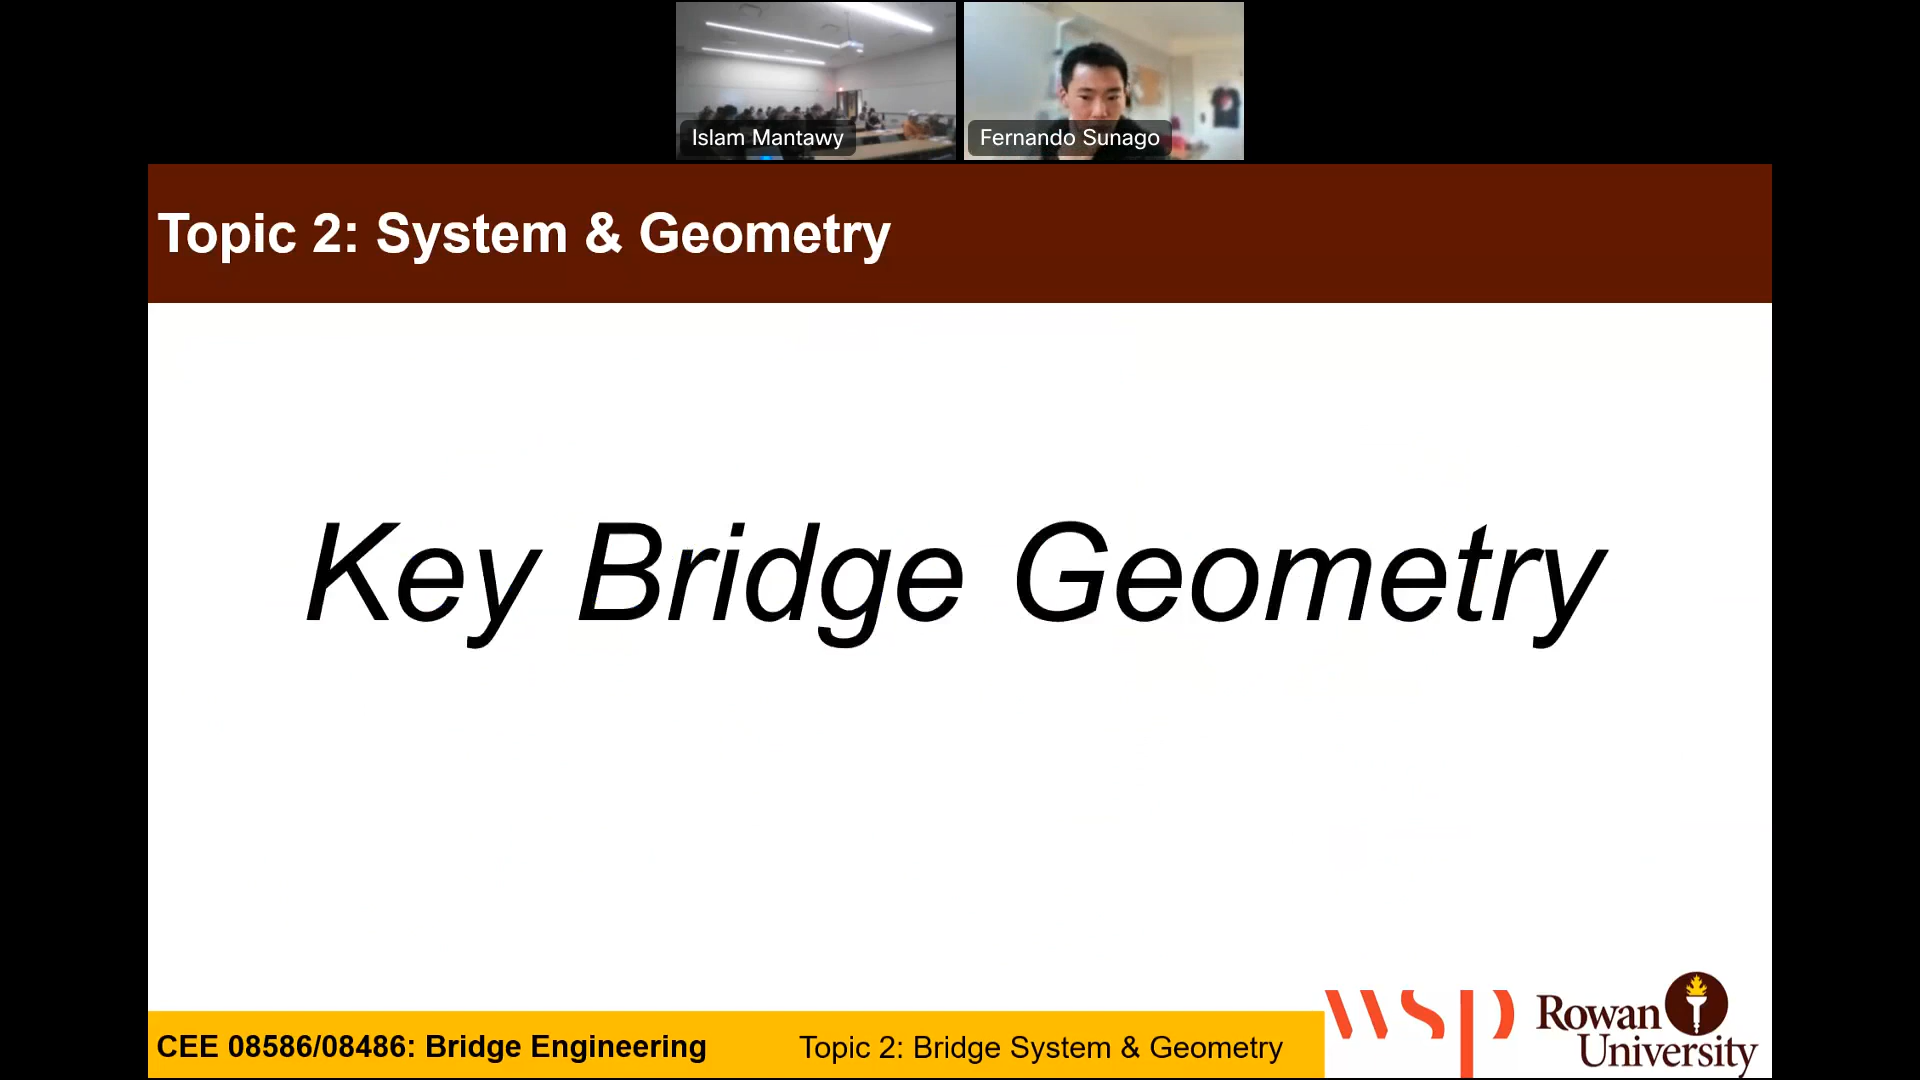 Islam Mantawy
Fernando Sunago
Topic 2: System & Geometry
Key Bridge Geometry
CEE 08586/08486: Bridge Engineering
Topic 2: Bridge System & Geometry
wsp
Rowan
University